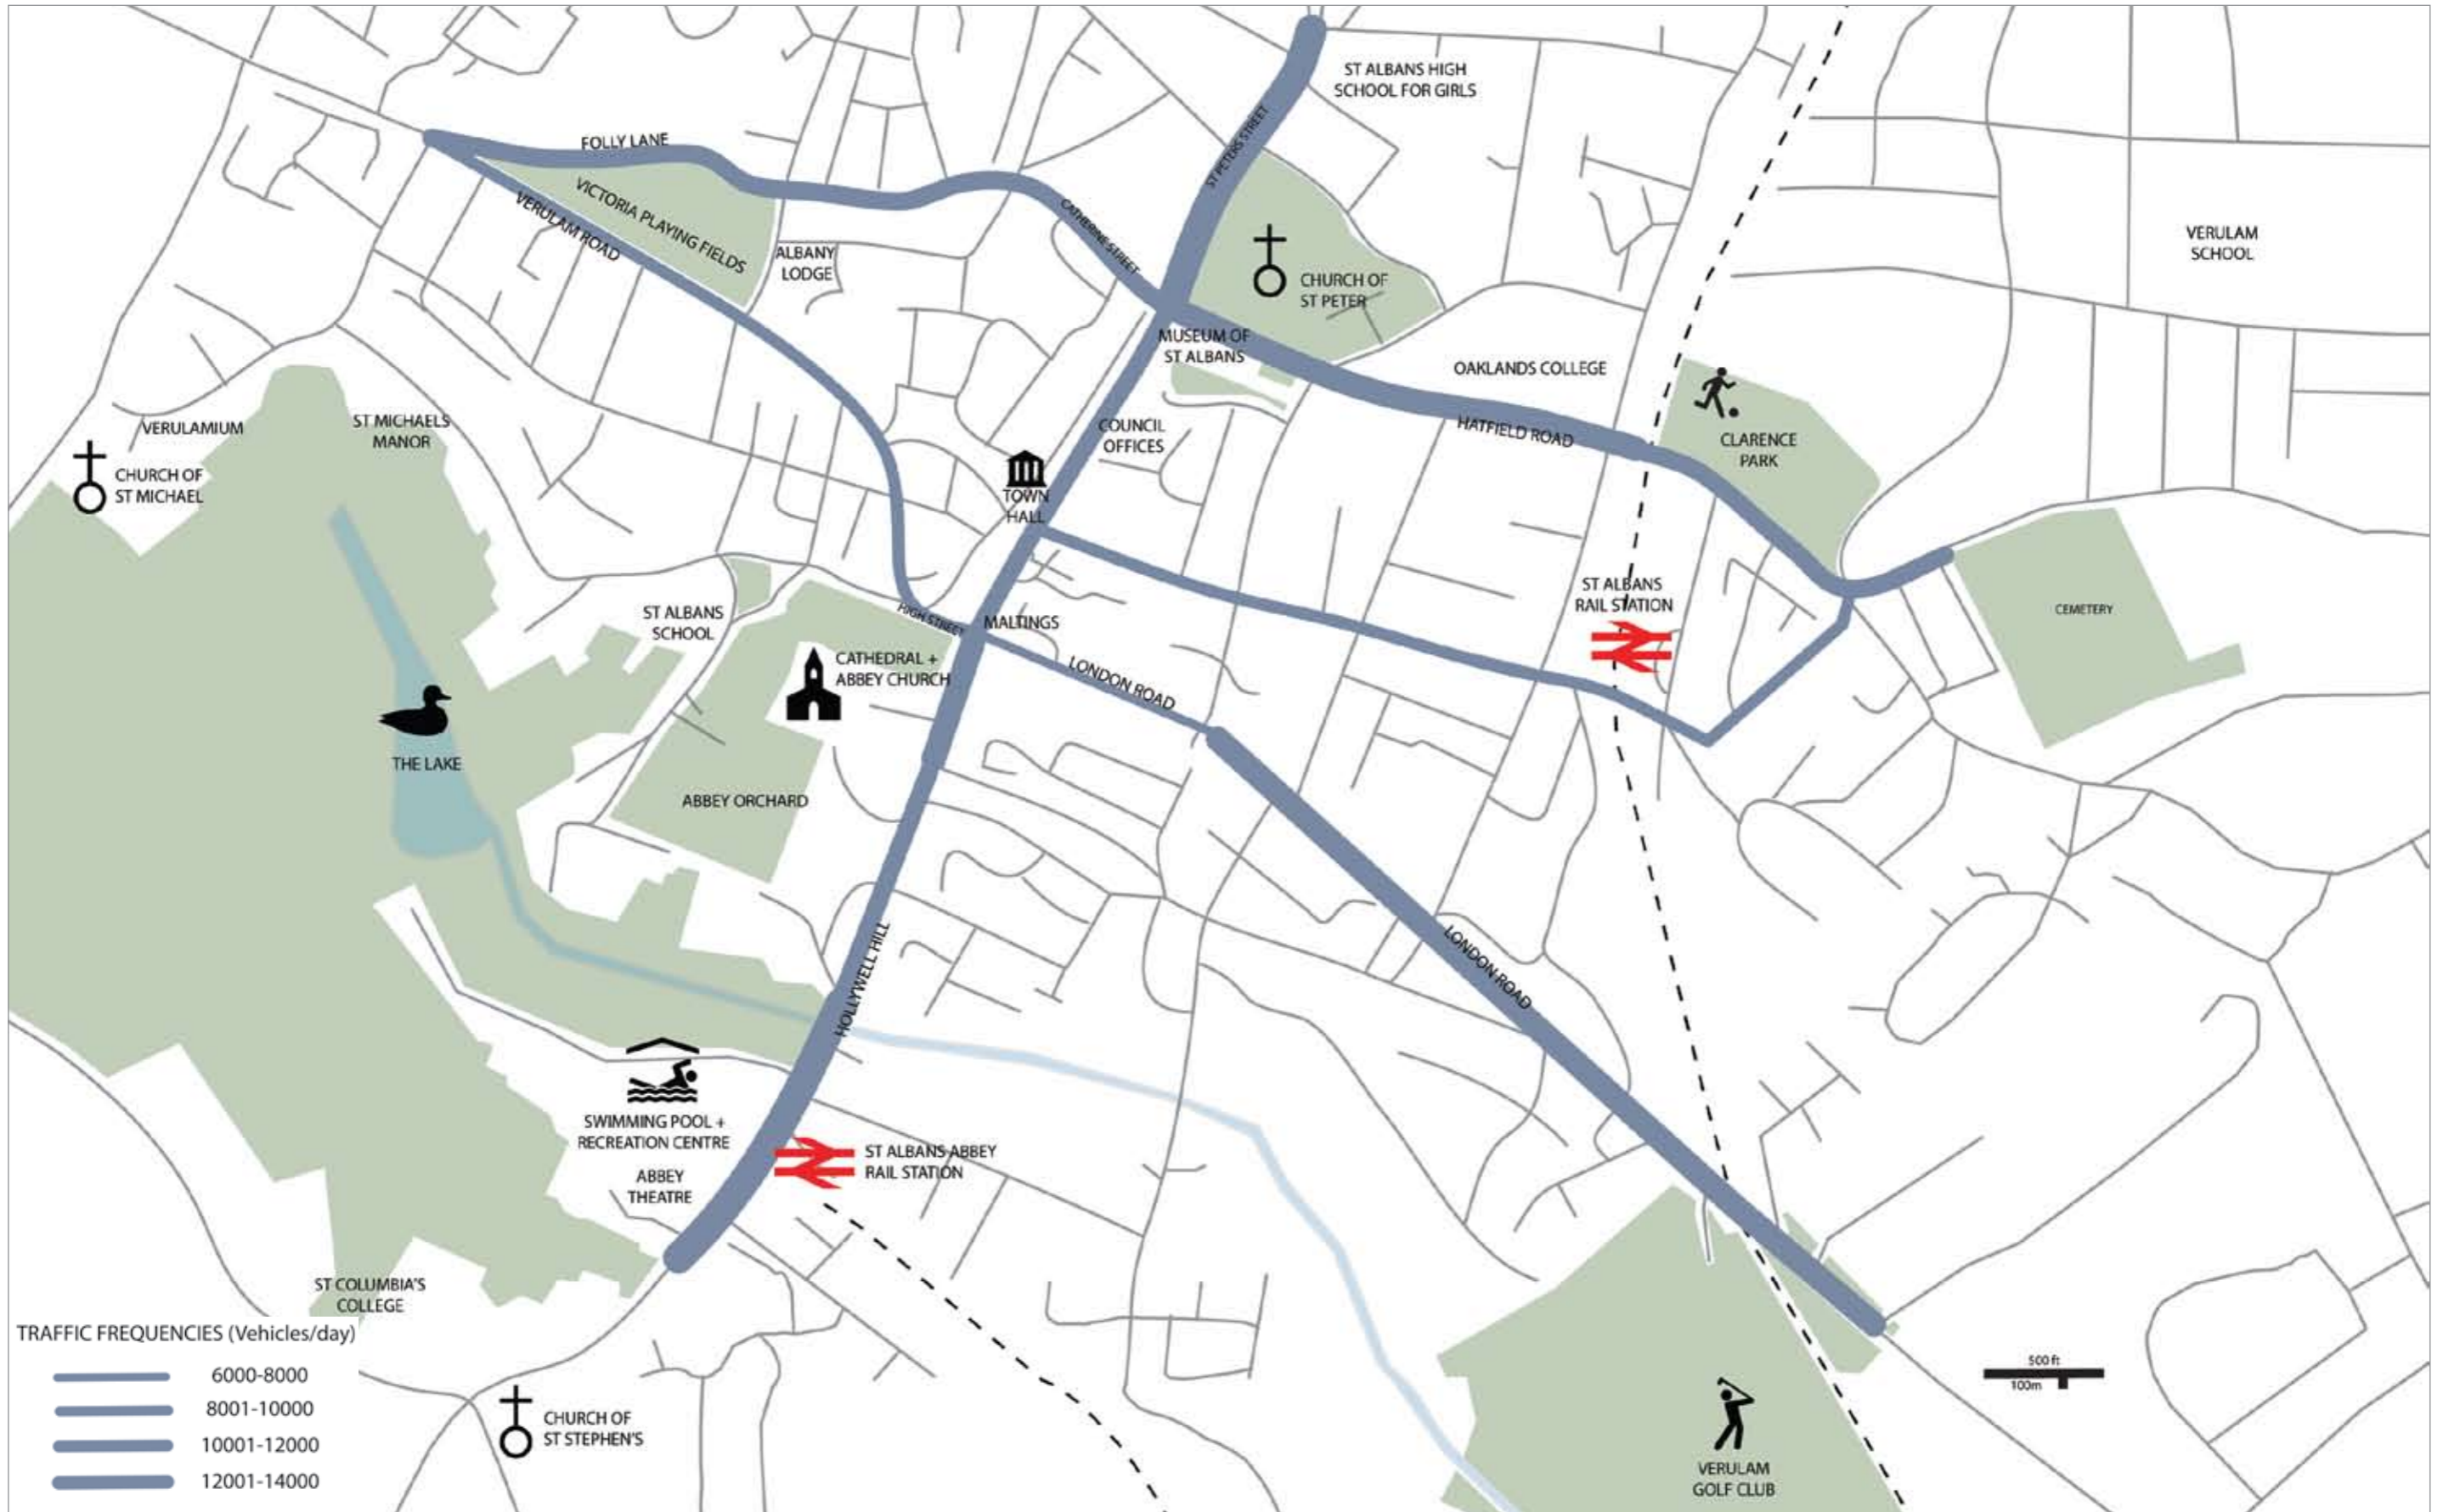 ST ALBANS HIGH
SCHOOL FOR GIRLS
ST PETERS STREET
FOLLY LANE
VICTORIA PLAYING FIELDS
VERULAM ROAD
CATHERINE STREET
ALBANY
LODGE
CHURCH OF
ST PETER
VERULAM
SCHOOL
MUSEUM OF
ST ALBANS
OAKLANDS COLLEGE
HATFIELD ROAD
CLARENCE
PARK
COUNCIL
OFFICES
VERULAMIUM
ST MICHAELS
MANOR
CHURCH OF
ST MICHAEL
TOWN
HALL
ST ALBANS
RAIL STATION
CEMETERY
ST ALBANS
SCHOOL
HIGH STREET
MALTINGS
CATHEDRAL +
ABBEY CHURCH
LONDON ROAD
THE LAKE
ABBEY ORCHARD
HOLLYWELL HILL
LONDON ROAD
SWIMMING POOL +
RECREATION CENTRE
ABBEY
THEATRE
ST ALBANS ABBEY
RAIL STATION
ST COLUMBIA'S
COLLEGE
TRAFFIC FREQUENCIES (Vehicles/day)
6000-8000
8001-10000
10001-12000
12001-14000
CHURCH OF
ST STEPHEN'S
500 ft
100m
VERULAM
GOLF CLUB